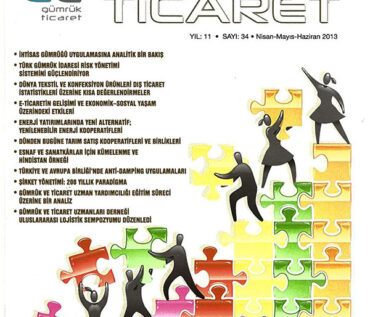 TİCARET
gümrük
ticaret
YIL: 11 • SAYI: 34 • Nisan-Mayıs-Haziran 2013
• İHTİSAS GÜMRÜĞÜ UYGULAMASINA ANALİTİK BİR BAKIŞ
• TÜRK GÜMRÜK İDARESİ RİSK YÖNETİMİ
SİSTEMİNİ GÜÇLENDİRİYOR
• DÜNYA TEKSTİL VE KONFEKSİYON ÜRÜNLERİ DIŞ TİCARET
İSTATİSTİKLERİ ÜZERİNE KISA DEĞERLENDİRMELER
• E-TİCARETİN GELİŞİMİ VE EKONOMİK-SOSYAL YAŞAM
ÜZERİNDEKİ ETKİLERİ
• ENERJİ YATIRIMLARINDA YENİ ALTERNATİF;
YENİLENEBİLİR ENERJİ KOOPERATİFLERİ
• DÜNDEN BUGÜNE TARIM SATIŞ KOOPERATİFLERİ VE BİRLİKLERİ
• ESNAF VE SANATKARLAR İÇİN KÜMELENME VE
HİNDİSTAN ÖRNEĞİ
• TÜRKİYE VE AVRUPA BİRLİĞİ'NDE ANTİ-DAMPING UYGULAMALARI
• ŞİRKET YÖNETİMİ: 200 YILLIK PARADİGMA
• GÜMRÜK VE TİCARET UZMAN YARDIMCILIĞI EĞİTİM SÜRECİ
ÜZERİNE BİR ANALİZ
• GÜMRÜK VE TİCARET UZMANLARI DERNEĞİ
ULUSLARARASI LOJİSTİK SEMPOZYUMU DÜZENLEDİ